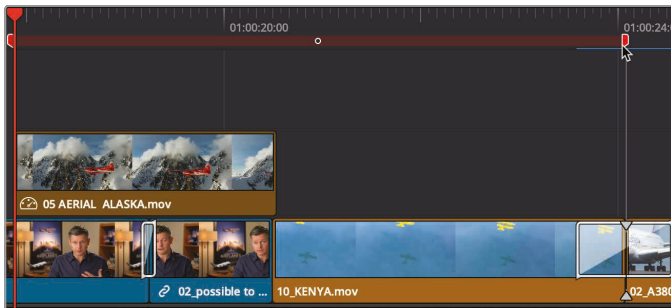 01:00:20:00
01:00:24:
05 AERIAL ALASKA.mov
02_possible to ...
10_KENYA.mov
02_A380